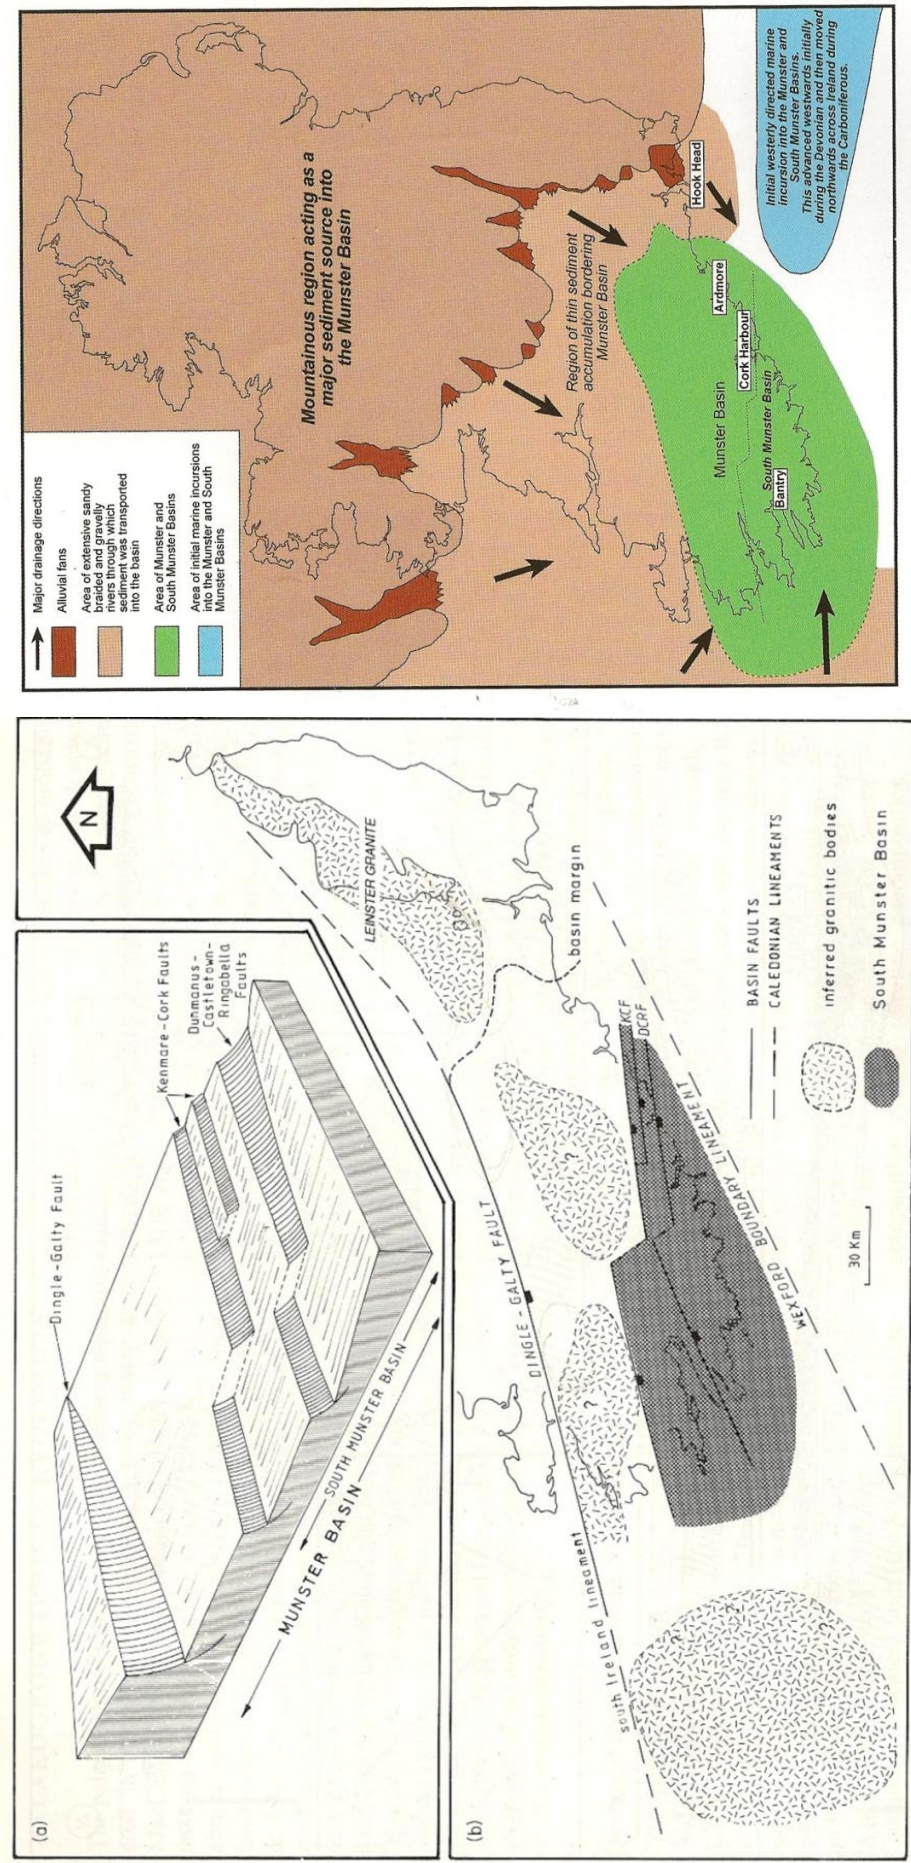 Major drainage directions
Alluvial fans
Area of extensive sandy
braided and gravelly
rivers through which
sediment was transported
into the basin
Area of Munster and
South Munster Basins
Area of initial marine incursions
into the Munster and South
Munster Basins
Mountainous region acting as a
major sediment source into
the Munster Basin
Region of thin sediment
accumulation bordering
Munster Basin
Hook Head
Ardmore
Cork Harbour
Munster Basin
South Munster Basin
Bantry
Initial westerly directed marine
incursion into the Munster and
South Munster Basins.
This advanced westwards initially
during the Devonian and then moved
northwards across Ireland during
the Carboniferous.
(a)
Dingle-Galty Fault
Kenmare-Cork Faults
Dunmanus-
Castletown-
Ringabella
Faults
SOUTH MUNSTER BASIN
MUNSTER BASIN
N
(b)
LEINSTER GRANITE
basin margin
DINGLE - GALTY FAULT
south Ireland lineament
KCF
DCRF
WEXFORD BOUNDARY LINEAMENT
?
?
?
?
?
30 Km
BASIN FAULTS
CALEDONIAN LINEAMENTS
inferred granitic bodies
South Munster Basin